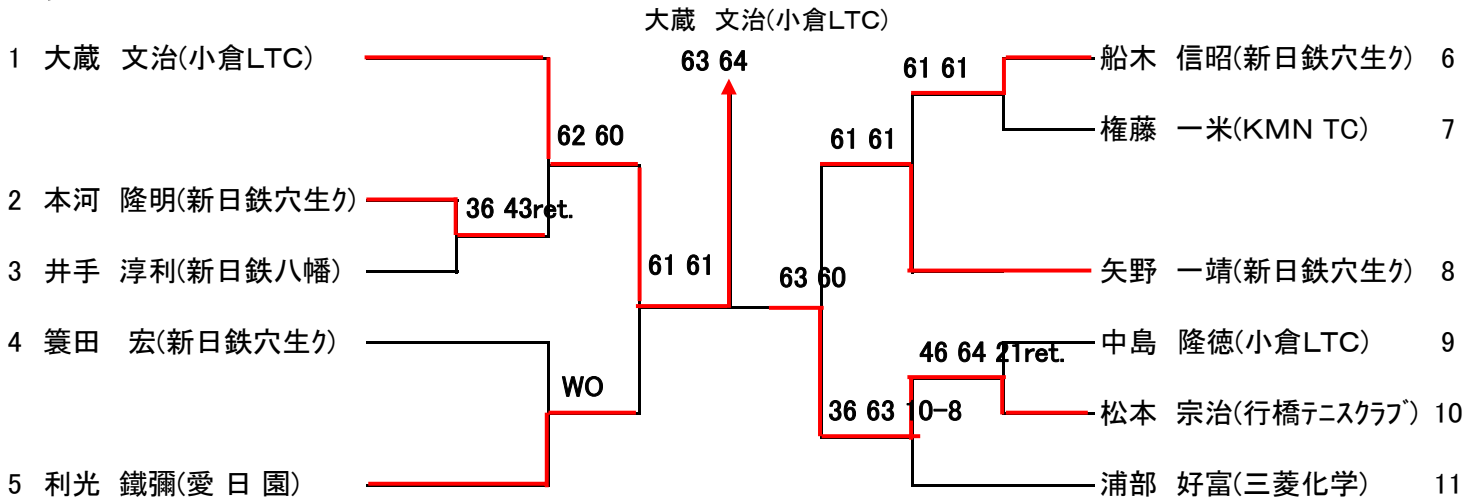 大蔵 文治(小倉LTC)
1 大蔵 文治(小倉LTC)
63 64
61 61
船木 信昭(新日鉄穴生ｸ) 6
62 60
61 61
権藤 一米(KMN TC) 7
2 本河 隆明(新日鉄穴生ｸ)
36 43ret.
3 井手 淳利(新日鉄八幡)
61 61
63 60
矢野 一靖(新日鉄穴生ｸ) 8
4 簑田 宏(新日鉄穴生ｸ)
46 64 21ret.
中島 隆徳(小倉LTC) 9
WO
36 63 10-8
松本 宗治(行橋ﾃﾆｽｸﾗﾌﾞ) 10
5 利光 鐵彌(愛 日 園)
浦部 好富(三菱化学) 11